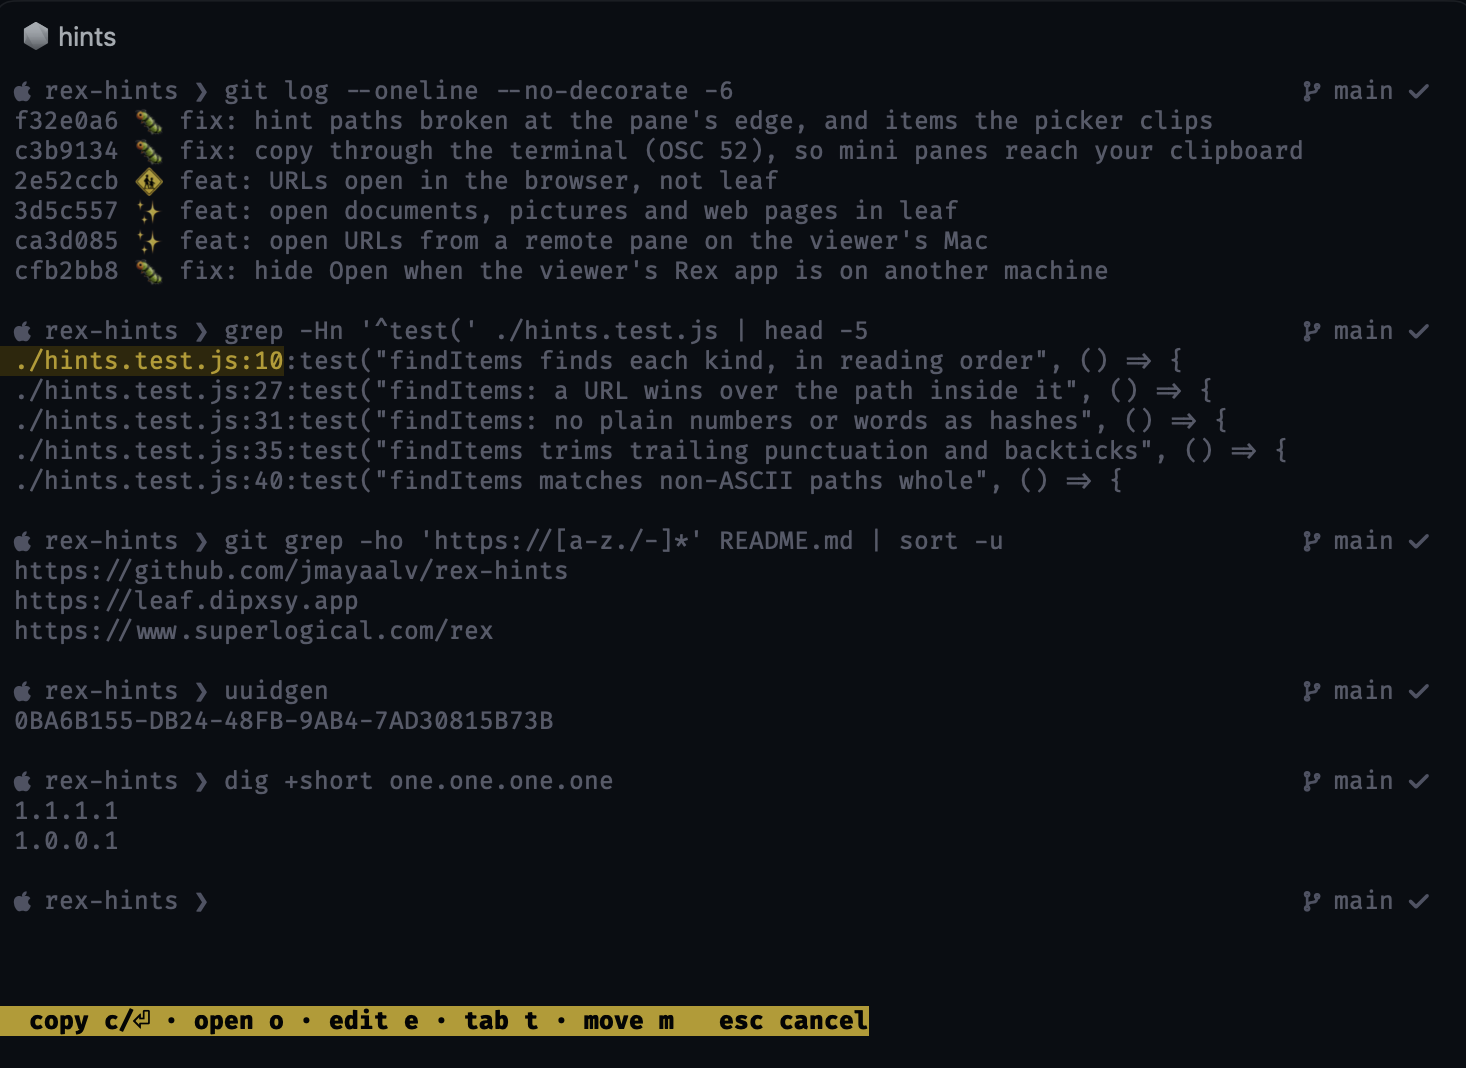 hints
rex-hints ❯ git log --oneline --no-decorate -6 main ✓
f32e0a6 🐛 fix: hint paths broken at the pane's edge, and items the picker clips
c3b9134 🐛 fix: copy through the terminal (OSC 52), so mini panes reach your clipboard
2e52ccb 🚸 feat: URLs open in the browser, not leaf
3d5c557 ✨ feat: open documents, pictures and web pages in leaf
ca3d085 ✨ feat: open URLs from a remote pane on the viewer's Mac
cfb2bb8 🐛 fix: hide Open when the viewer's Rex app is on another machine
rex-hints ❯ grep -Hn '^test(' ./hints.test.js | head -5 main ✓
./hints.test.js:10:test("findItems finds each kind, in reading order", () => {
./hints.test.js:27:test("findItems: a URL wins over the path inside it", () => {
./hints.test.js:31:test("findItems: no plain numbers or words as hashes", () => {
./hints.test.js:35:test("findItems trims trailing punctuation and backticks", () => {
./hints.test.js:40:test("findItems matches non-ASCII paths whole", () => {
rex-hints ❯ git grep -ho 'https://[a-z./-]*' README.md | sort -u main ✓
https://github.com/jmayaalv/rex-hints
https://leaf.dipxsy.app
https://www.superlogical.com/rex
rex-hints ❯ uuidgen main ✓
0BA6B155-DB24-48FB-9AB4-7AD30815B73B
rex-hints ❯ dig +short one.one.one.one main ✓
1.1.1.1
1.0.0.1
rex-hints ❯ main ✓
copy c/⏎ · open o · edit e · tab t · move m esc cancel